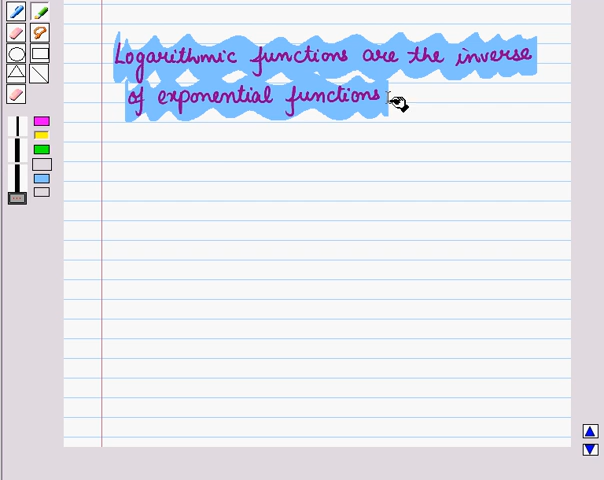 Logarithmic functions are the inverse
of exponential functions